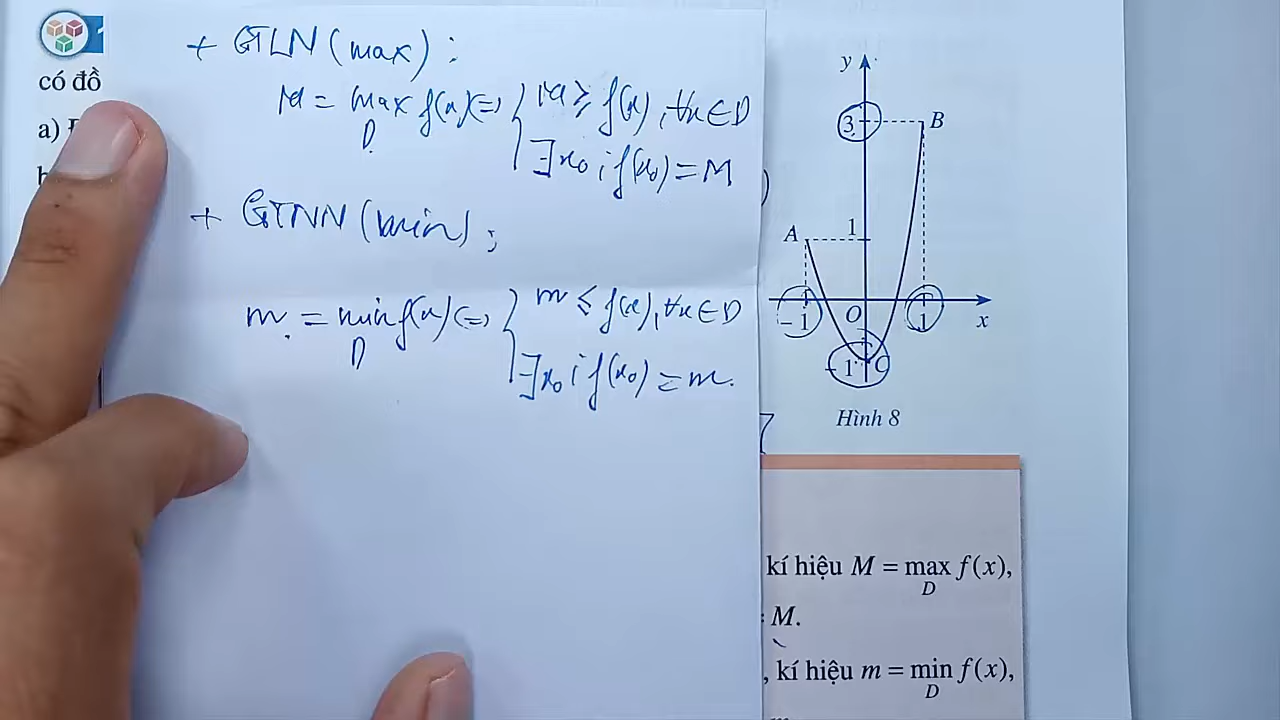 có đồ
a)
+ GTLN (max) :
M = max f(x) <=> { M ≥ f(x), ∀x ∈ D
D
∃x₀ ; f(x₀) = M
+ GTNN (min) ;
m = min f(x) <=> { m ≤ f(x), ∀x ∈ D
D
∃x₀ ; f(x₀) = m.
y
3
B
A
1
-1
O
1
x
-1
C
Hình 8
kí hiệu M = max f(x),
D
M.
, kí hiệu m = min f(x),
D